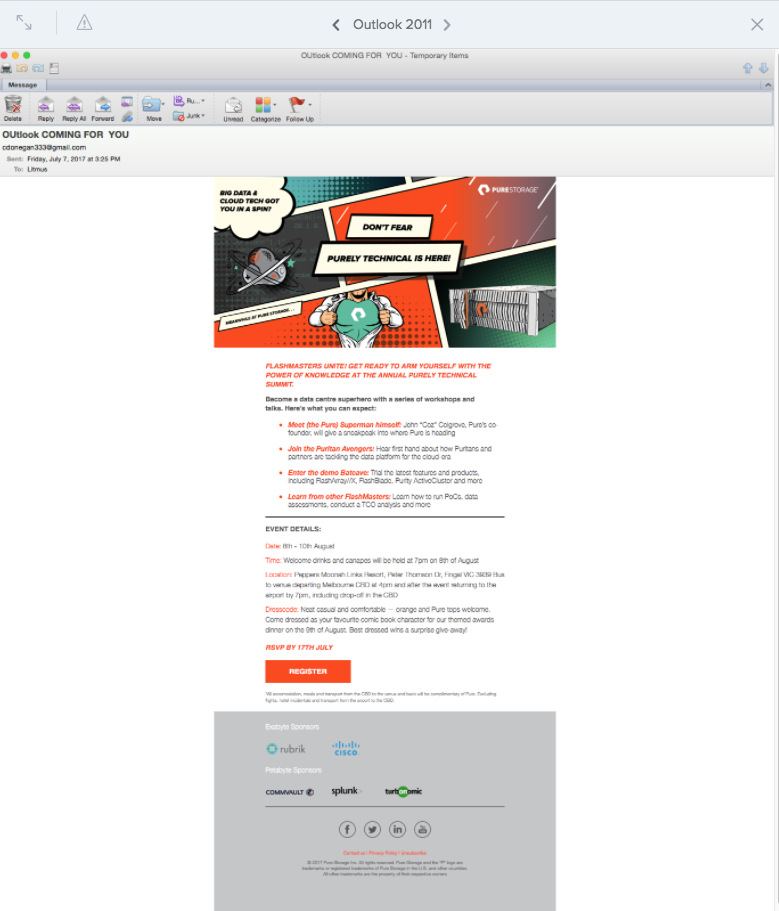 Outlook 2011
OUtlook COMING FOR  YOU - Temporary Items
Message
Delete
Reply
Reply All
Forward
Move
Ru...
Junk
Unread
Categorize
Follow Up
OUtlook COMING FOR  YOU
cdonegan333@gmail.com
Sent: Friday, July 7, 2017 at 3:25 PM
To: Litmus
BIG DATA &
CLOUD TECH GOT
YOU IN A SPIN?
PURESTORAGE
DON'T FEAR
PURELY TECHNICAL IS HERE!
MEANWHILE AT PURE STORAGE...
FLASHMASTERS UNITE! GET READY TO ARM YOURSELF WITH THE
POWER OF KNOWLEDGE AT THE ANNUAL PURELY TECHNICAL
SUMMIT.
Become a data centre superhero with a series of workshops and
talks. Here's what you can expect:
• Meet (the Pure) Superman himself: John "Coz" Colgrove, Pure's co-
founder, will give a sneakpeak into where Pure is heading
• Join the Puritan Avengers: Hear first hand about how Puritans and
partners are tackling the data platform for the cloud era
• Enter the demo Batcave: Trial the latest features and products,
including FlashArray//X, FlashBlade, Purity ActiveCluster and more
• Learn from other FlashMasters: Learn how to run PoCs, data
assessments, conduct a TCO analysis and more
EVENT DETAILS:
Date: 8th - 10th August
Time: Welcome drinks and canapes will be held at 7pm on 8th of August
Location: Peppers Moonah Links Resort, Peter Thomson Dr, Fingal VIC 3939 Bus
to venue departing Melbourne CBD at 4pm and after the event returning to the
airport by 7pm, including drop-off in the CBD
Dresscode: Neat casual and comfortable — orange and Pure tops welcome.
Come dressed as your favourite comic book character for our themed awards
dinner on the 9th of August. Best dressed wins a surprise give-away!
RSVP BY 17TH JULY
REGISTER
*All accomodation, meals and transport from the CBD to the venue and back will be complimentary of Pure. Excluding
flights, hotel incidentals and transport from the airport to the CBD.
Exabyte Sponsors
rubrik
CISCO
Petabyte Sponsors
COMMVAULT
splunk>
turbonomic
Contact us | Privacy Policy | Unsubscribe
© 2017 Pure Storage Inc. All rights reserved. Pure Storage and the "P" logo are
trademarks or registered trademarks of Pure Storage in the U.S. and other countries.
All other trademarks are the property of their respective owners.